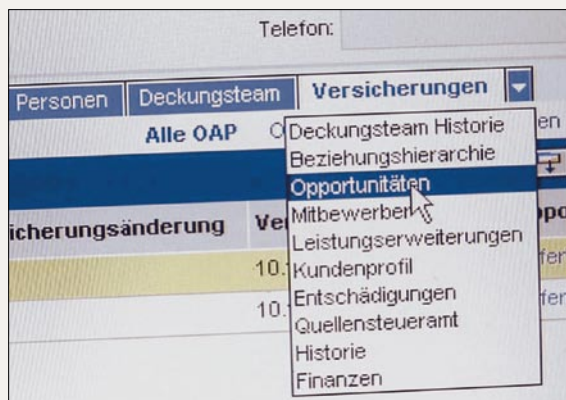 Telefon:
Personen Deckungsteam Versicherungen
Alle OAP
Deckungsteam Historie
Beziehungshierarchie
Opportunitäten
Mitbewerber
Leistungserweiterungen
Kundenprofil
Entschädigungen
Quellensteueramt
Historie
Finanzen
icherungsänderung
10.
10.